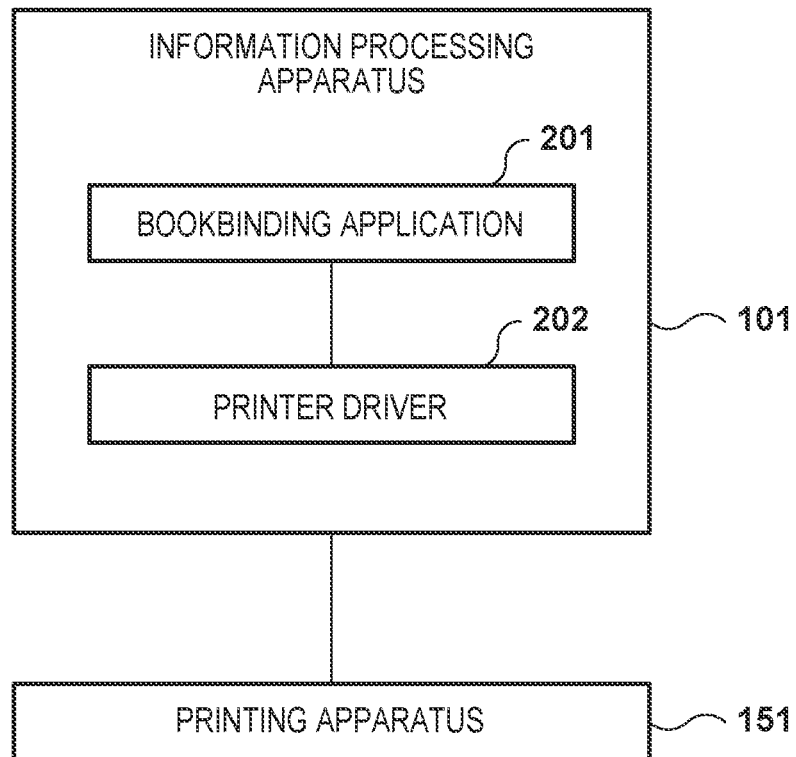 INFORMATION PROCESSING
APPARATUS
201
BOOKBINDING APPLICATION
202
101
PRINTER DRIVER
PRINTING APPARATUS
151